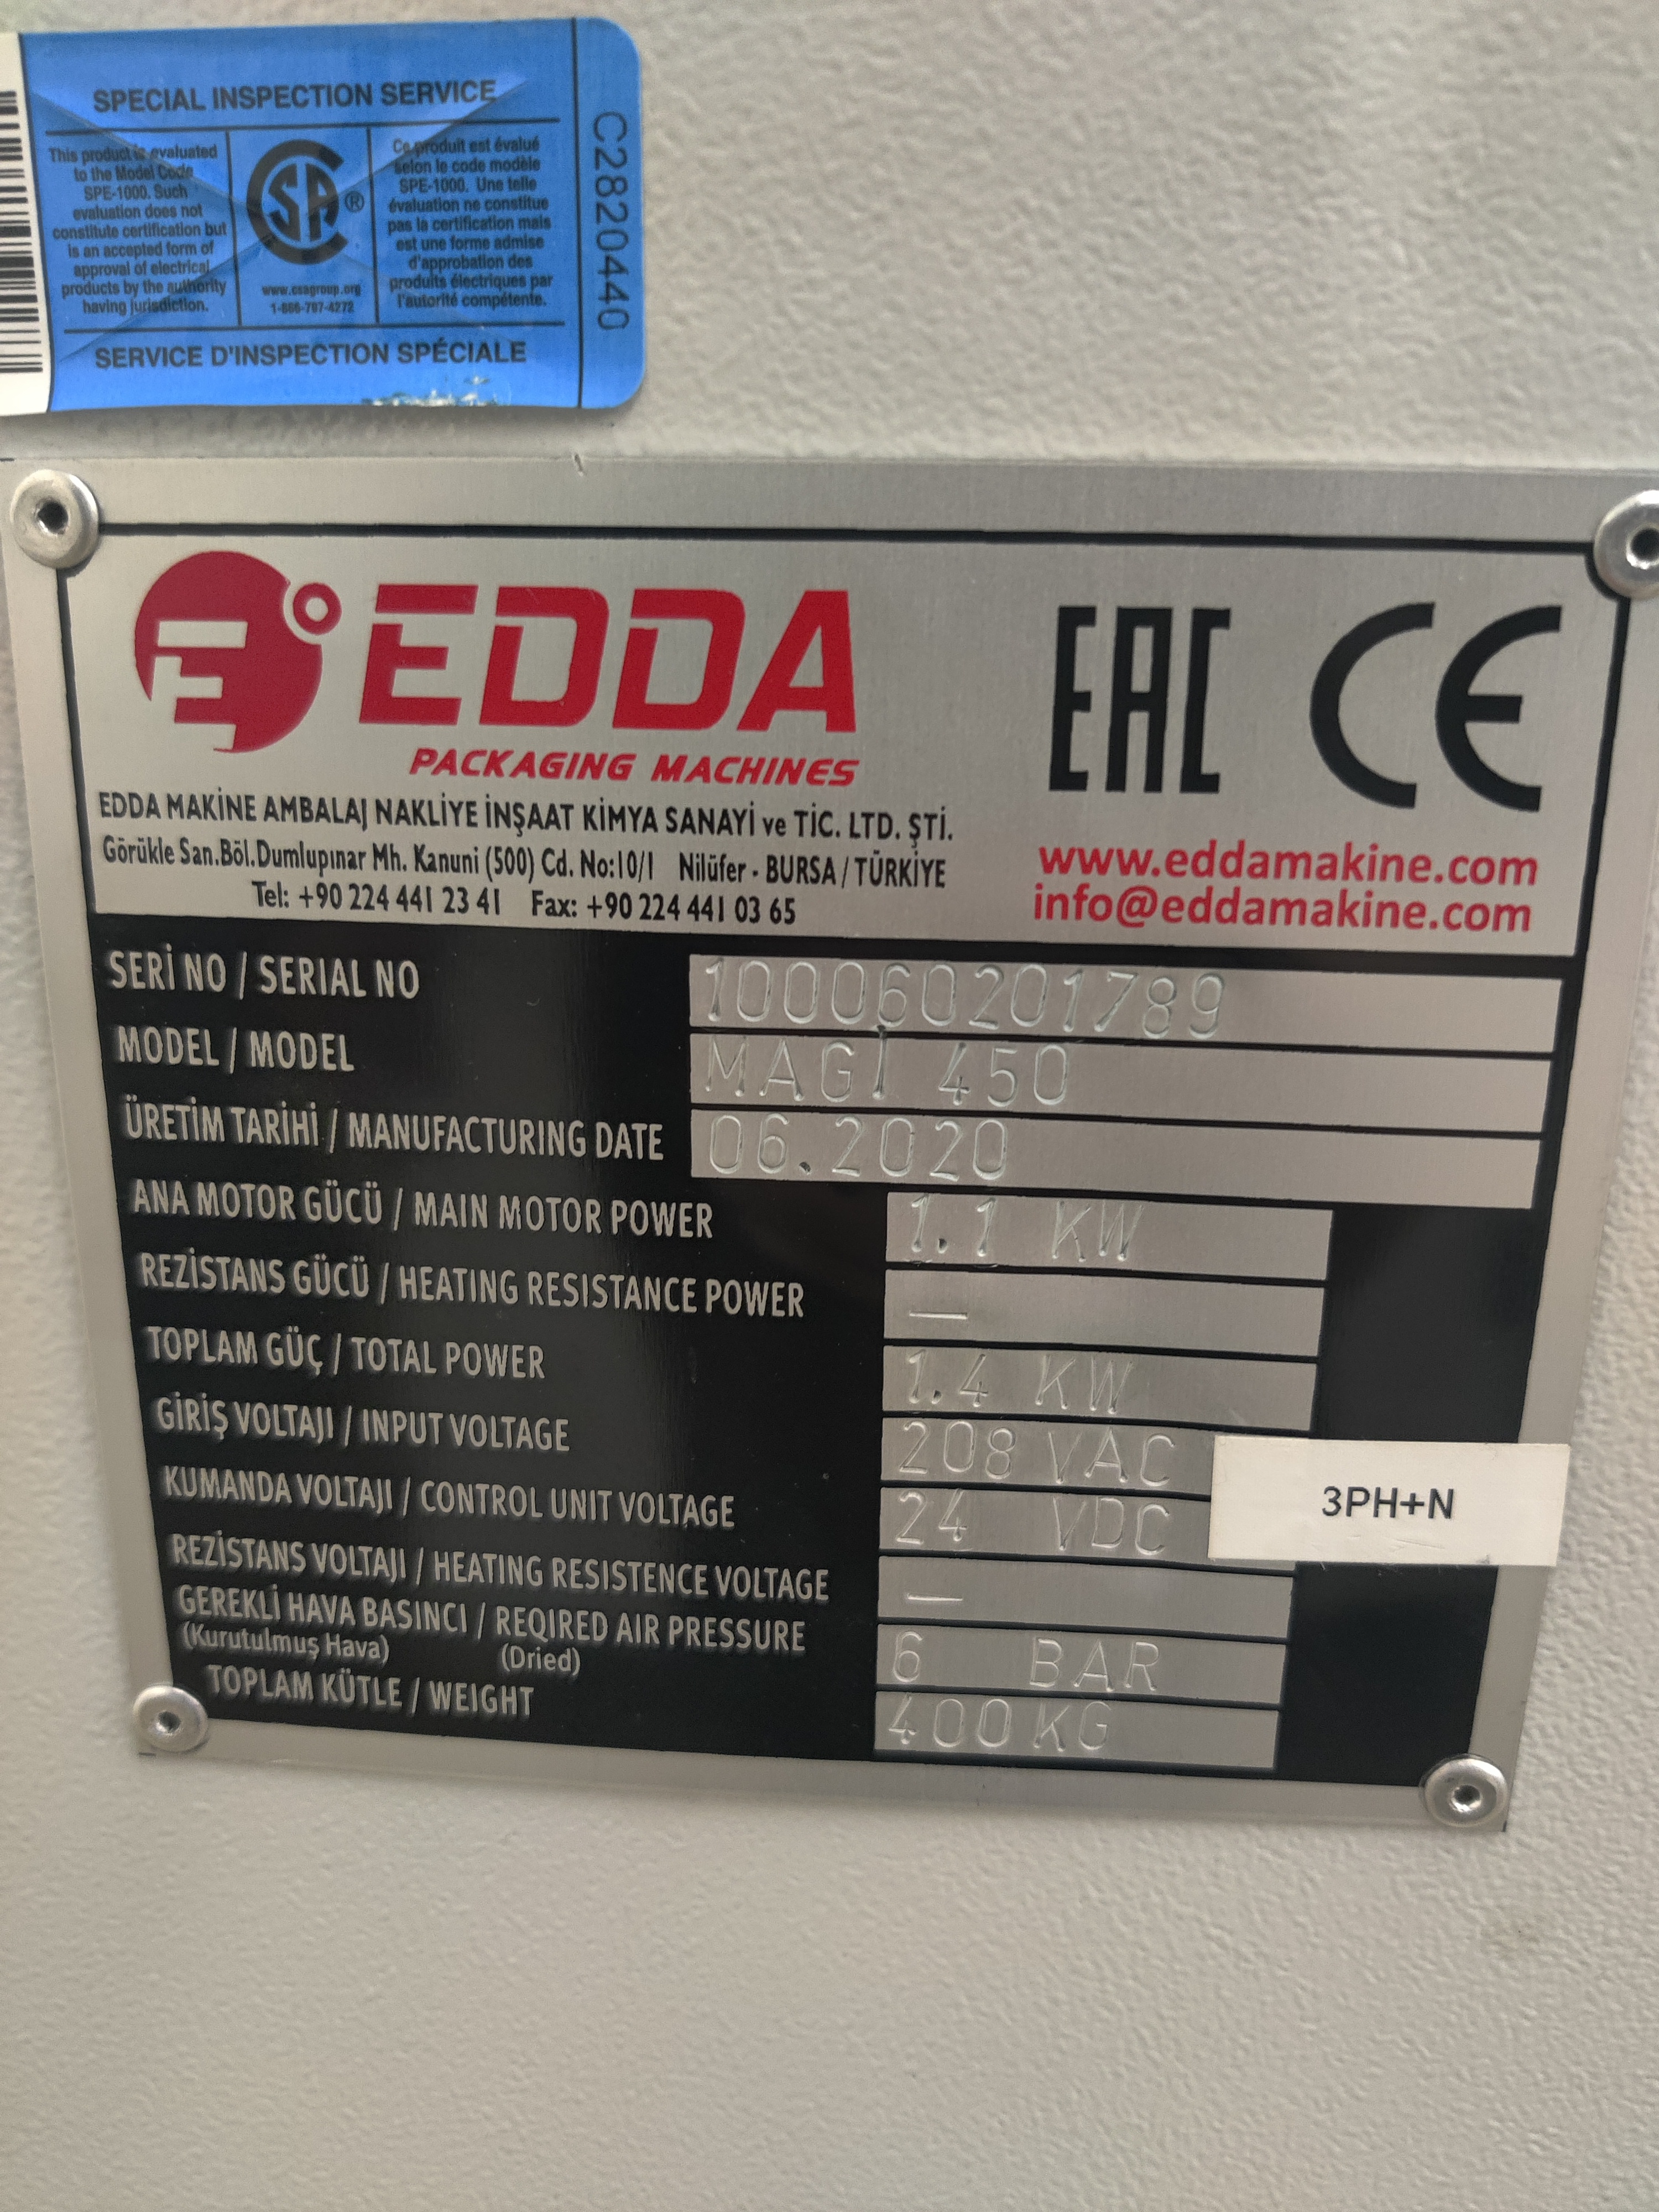 SPECIAL INSPECTION SERVICE
This product is evaluated
to the Model Code
SPE-1000. Such
evaluation does not
constitute certification but
is an accepted form of
approval of electrical
products by the authority
having jurisdiction.
CSA®
www.csagroup.org
1-866-797-4272
Ce produit est évalué
selon le code modèle
SPE-1000. Une telle
évaluation ne constitue
pas la certification mais
est une forme admise
d'approbation des
produits électriques par
l'autorité compétente.
SERVICE D'INSPECTION SPÉCIALE
C2820440
EDDA
PACKAGING MACHINES
EAC CE
EDDA MAKİNE AMBALAJ NAKLİYE İNŞAAT KİMYA SANAYİ ve TİC. LTD. ŞTİ.
Görükle San.Böl.Dumlupınar Mh. Kanuni (500) Cd. No:10/1 Nilüfer - BURSA / TÜRKİYE
Tel: +90 224 441 23 41 Fax: +90 224 441 03 65
www.eddamakine.com
info@eddamakine.com
SERİ NO / SERIAL NO 100060201789
MODEL / MODEL MAGİ 450
ÜRETİM TARİHİ / MANUFACTURING DATE 06.2020
ANA MOTOR GÜCÜ / MAIN MOTOR POWER 1.1 KW
REZİSTANS GÜCÜ / HEATING RESISTANCE POWER —
TOPLAM GÜÇ / TOTAL POWER 1.4 KW
GİRİŞ VOLTAJI / INPUT VOLTAGE 208 VAC 3PH+N
KUMANDA VOLTAJI / CONTROL UNIT VOLTAGE 24 VDC
REZİSTANS VOLTAJI / HEATING RESISTENCE VOLTAGE —
GEREKLİ HAVA BASINCI / REQIRED AIR PRESSURE 6 BAR
(Kurutulmuş Hava) (Dried)
TOPLAM KÜTLE / WEIGHT 400 KG